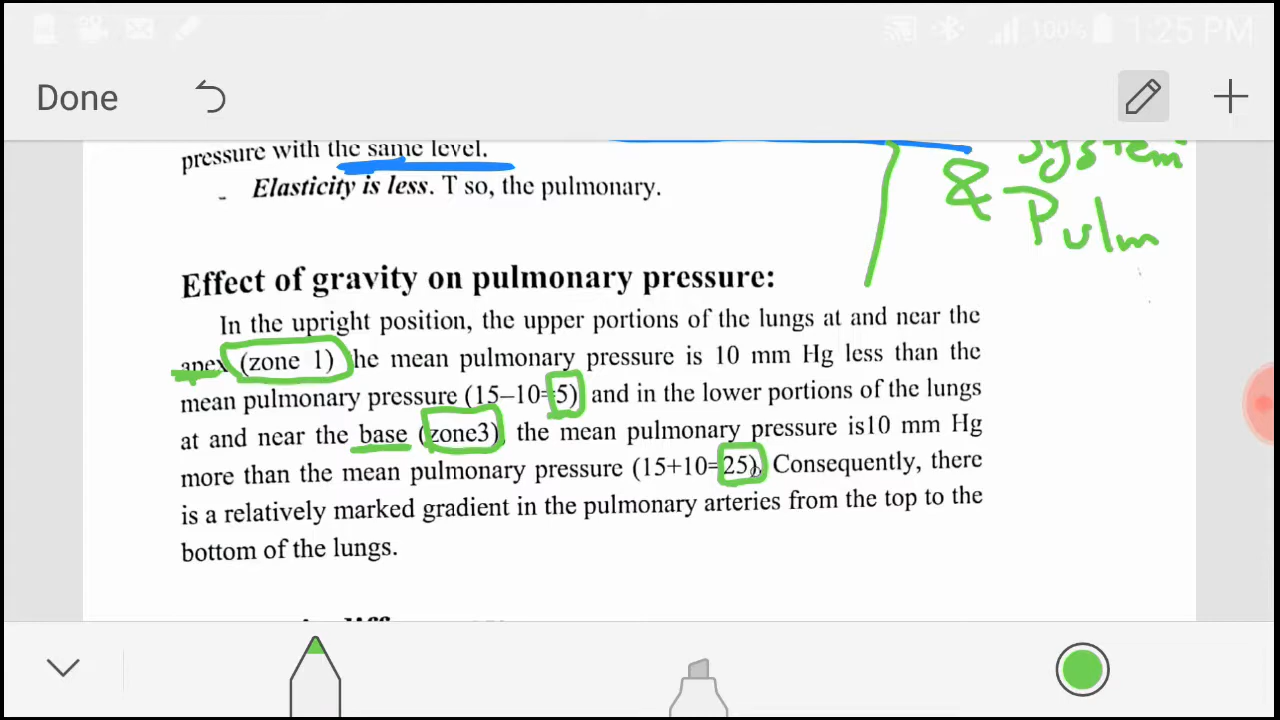 100% 1:25 PM
Done
pressure with the same level.
- Elasticity is less. T so, the pulmonary.
System
& Pulm
Effect of gravity on pulmonary pressure:
In the upright position, the upper portions of the lungs at and near the
apex (zone 1) he mean pulmonary pressure is 10 mm Hg less than the
mean pulmonary pressure (15–10=5) and in the lower portions of the lungs
at and near the base (zone3), the mean pulmonary pressure is10 mm Hg
more than the mean pulmonary pressure (15+10=25). Consequently, there
is a relatively marked gradient in the pulmonary arteries from the top to the
bottom of the lungs.